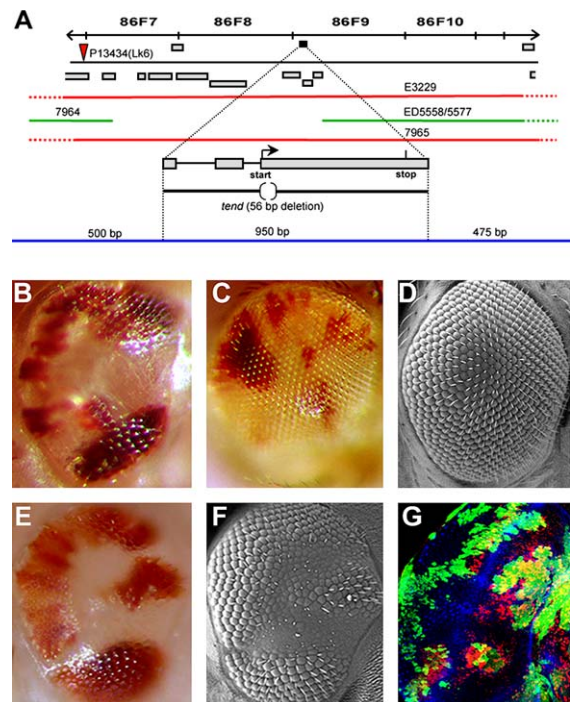 A
86F7 86F8 86F9 86F10
P13434(Lk6)
E3229
7964 ED5558/5577
7965
start stop
tend (56 bp deletion)
500 bp 950 bp 475 bp
B C D
E F G